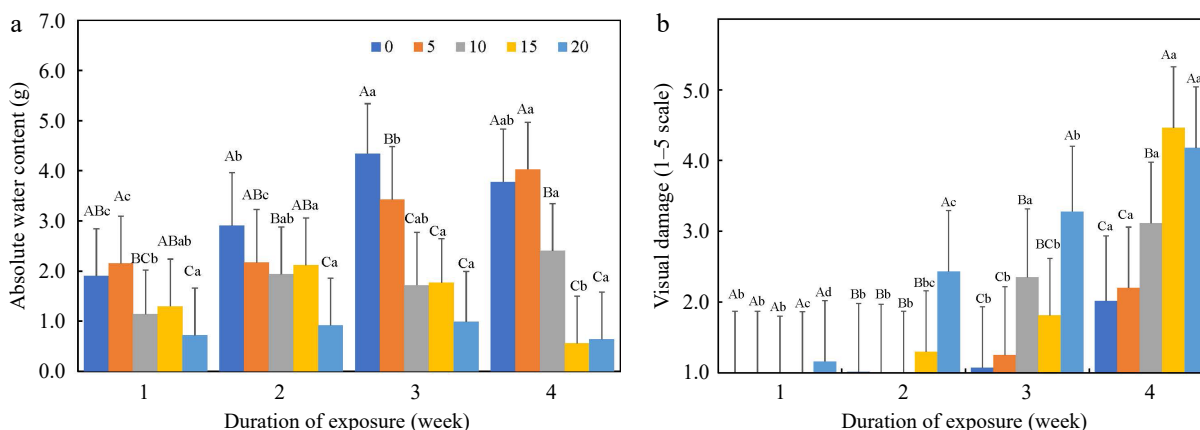 a
7.0
6.0
5.0
4.0
3.0
2.0
1.0
0.0
Absolute water content (g)
0 5 10 15 20
ABc Ac BCb ABab Ca
Ab ABc Bab ABa Ca
Aa Bb Cab Ca Ca
Aab Aa Ba Cb Ca
1 2 3 4
Duration of exposure (week)
b
5.0
4.0
3.0
2.0
1.0
Visual damage (1–5 scale)
Ab Ab Ab Ac Ad
Bb Bb Bb Bbc Ac
Cb Cb Ba BCb Ab
Ca Ca Ba Aa Aa
1 2 3 4
Duration of exposure (week)